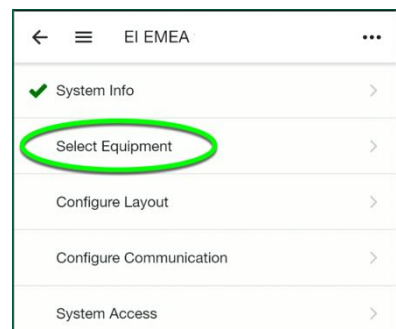 EI EMEA
System Info
Select Equipment
Configure Layout
Configure Communication
System Access